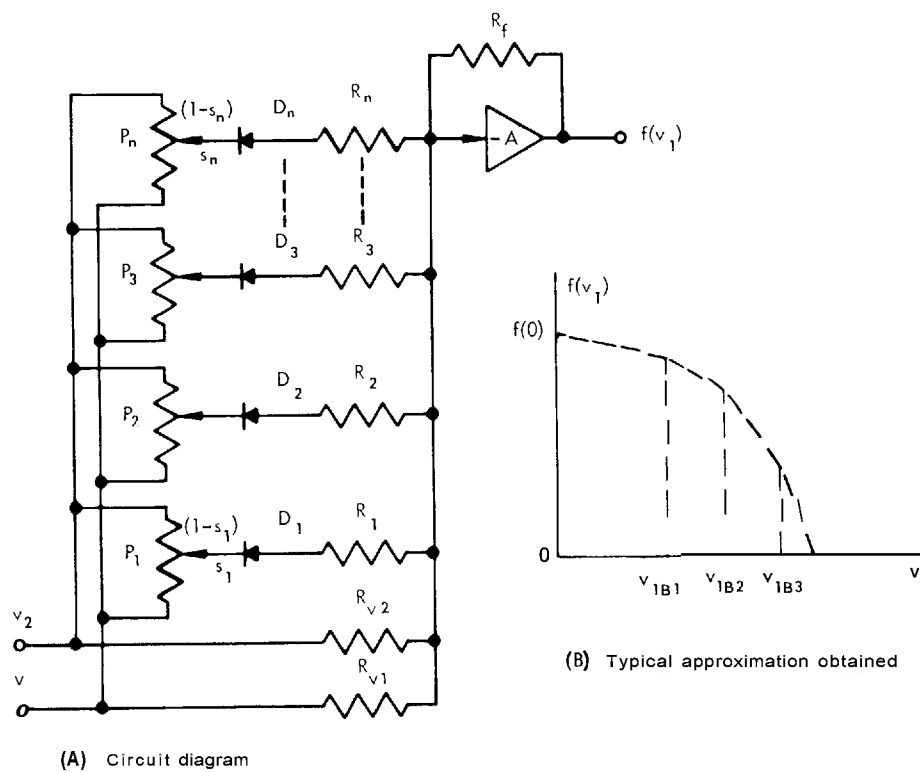 R_f
(1-s_n) D_n R_n
P_n -A f(v_1)
s_n
D_3 R_3
P_3
f(v_1)
f(0)
D_2 R_2
P_2
(1-s_1) D_1 R_1
P_1
s_1
0
v_1B1 v_1B2 v_1B3 v
v_2 R_v2
(B) Typical approximation obtained
v R_v1
(A) Circuit diagram